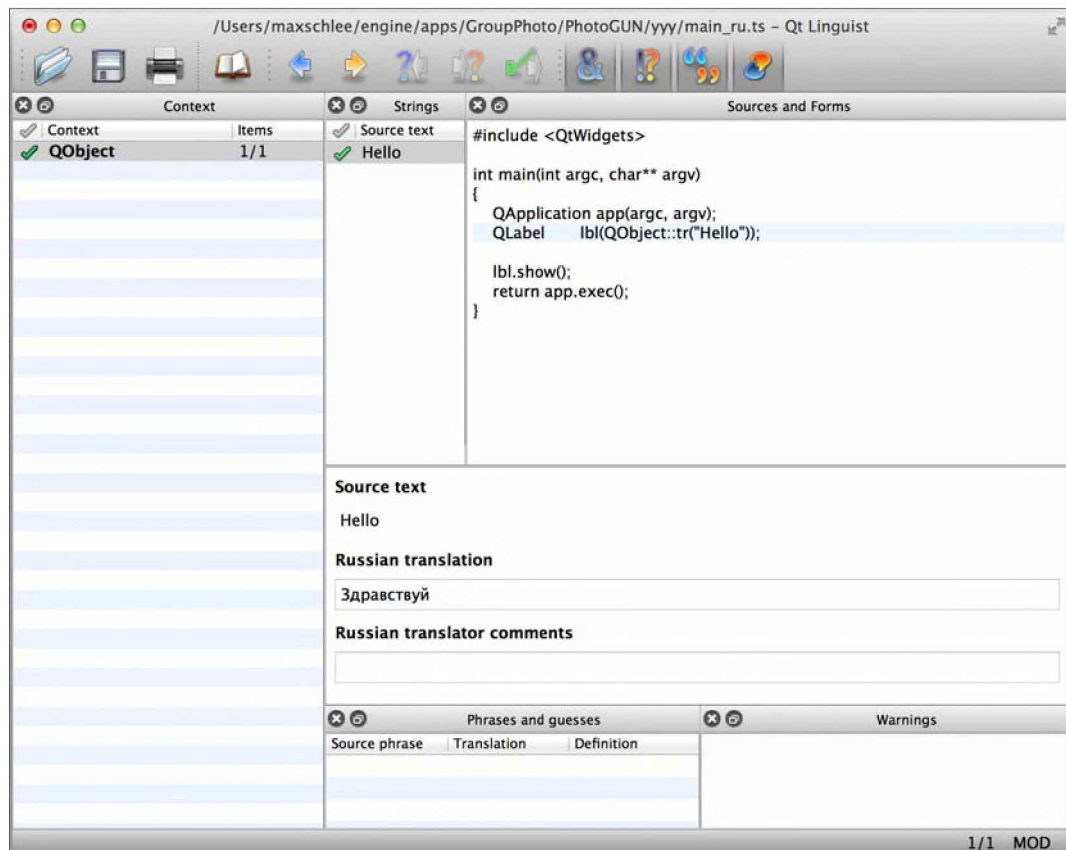 /Users/maxschlee/engine/apps/GroupPhoto/PhotoGUN/yyy/main_ru.ts – Qt Linguist
Context
Context Items
QObject 1/1
Strings
Source text
Hello
Sources and Forms
#include <QtWidgets>
int main(int argc, char** argv)
{
QApplication app(argc, argv);
QLabel lbl(QObject::tr("Hello"));
lbl.show();
return app.exec();
}
Source text
Hello
Russian translation
Здравствуй
Russian translator comments
Phrases and guesses
Source phrase Translation Definition
Warnings
1/1 MOD